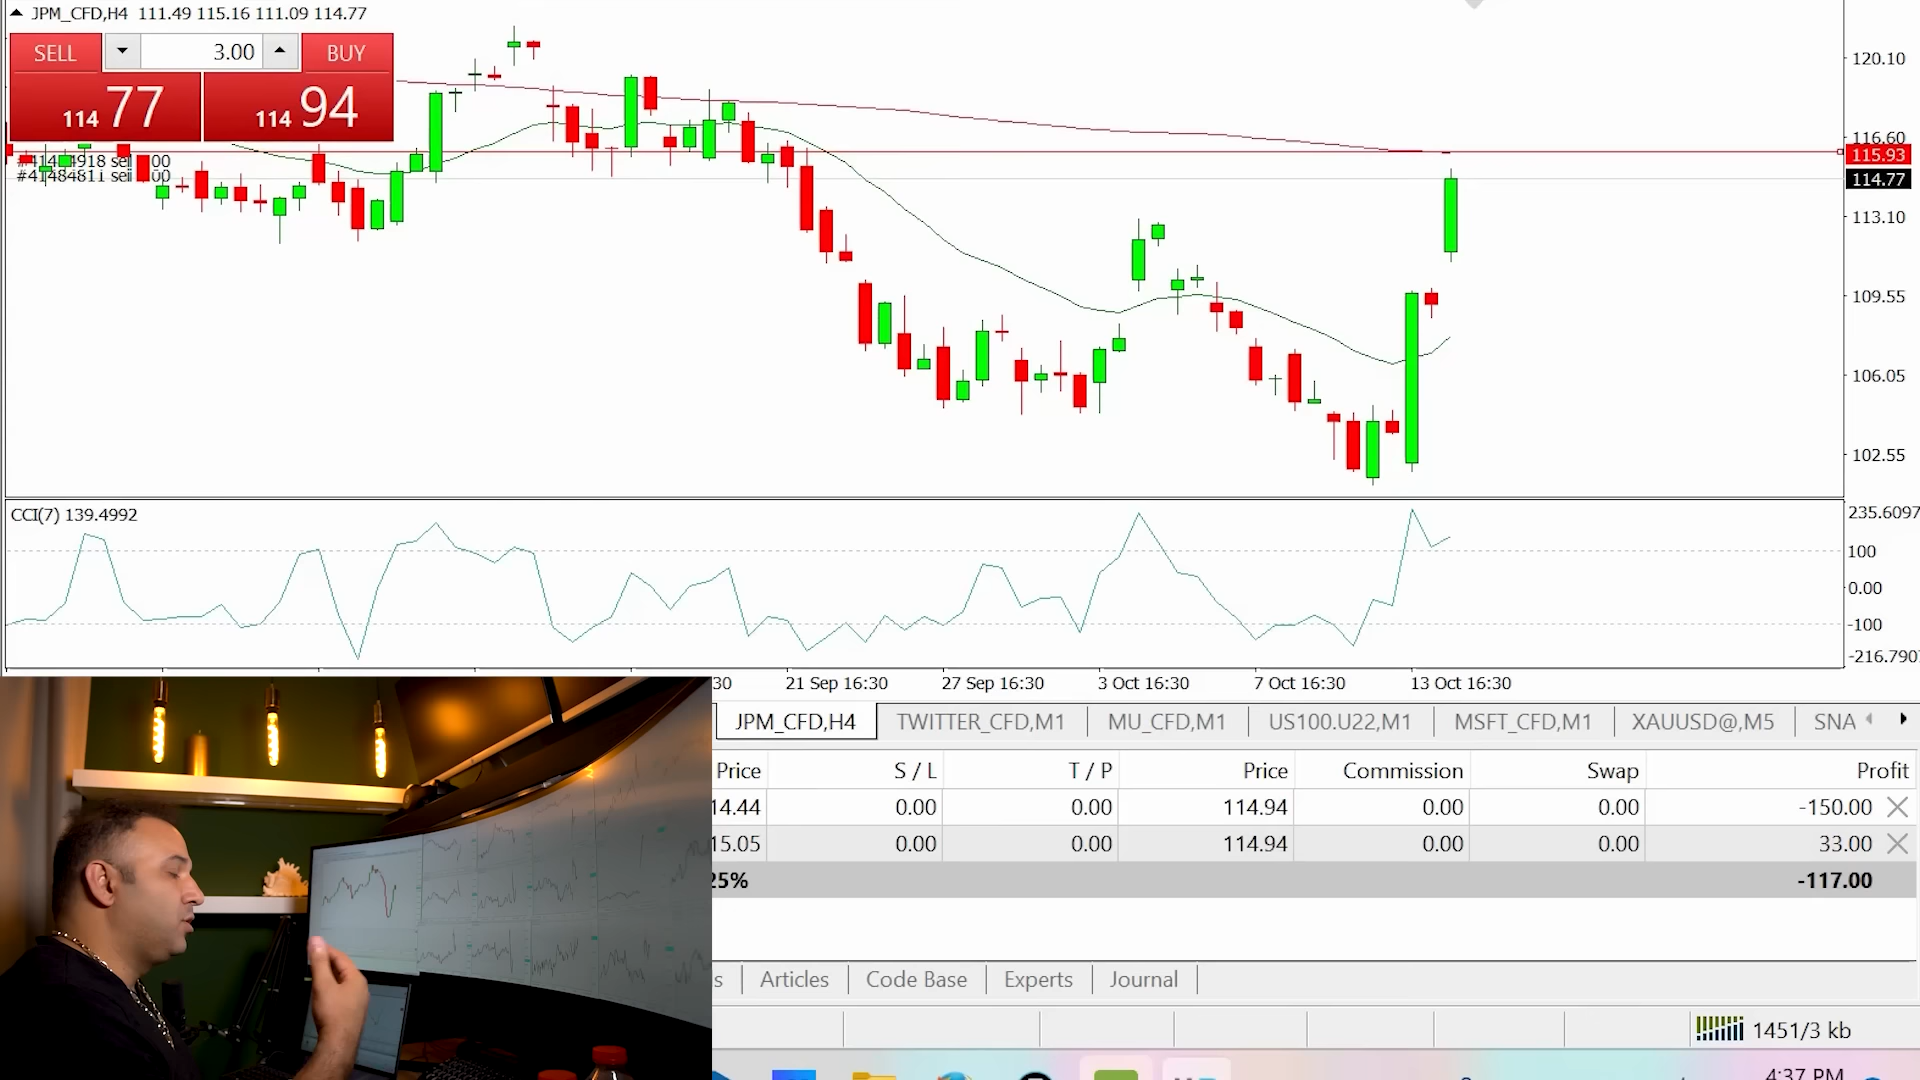 JPM_CFD,H4 111.49 115.16 111.09 114.77
SELL 3.00 BUY
114 77 114 94
120.10
116.60
115.93
114.77
113.10
109.55
106.05
102.55
CCI(7) 139.4992
235.6097
100
0.00
-100
-216.790
30 21 Sep 16:30 27 Sep 16:30 3 Oct 16:30 7 Oct 16:30 13 Oct 16:30
JPM_CFD,H4 TWITTER_CFD,M1 MU_CFD,M1 US100.U22,M1 MSFT_CFD,M1 XAUUSD@,M5 SNA
Price S / L T / P Price Commission Swap Profit
14.44 0.00 0.00 114.94 0.00 0.00 -150.00
15.05 0.00 0.00 114.94 0.00 0.00 33.00
25% -117.00
s Articles Code Base Experts Journal
1451/3 kb
4:37 PM